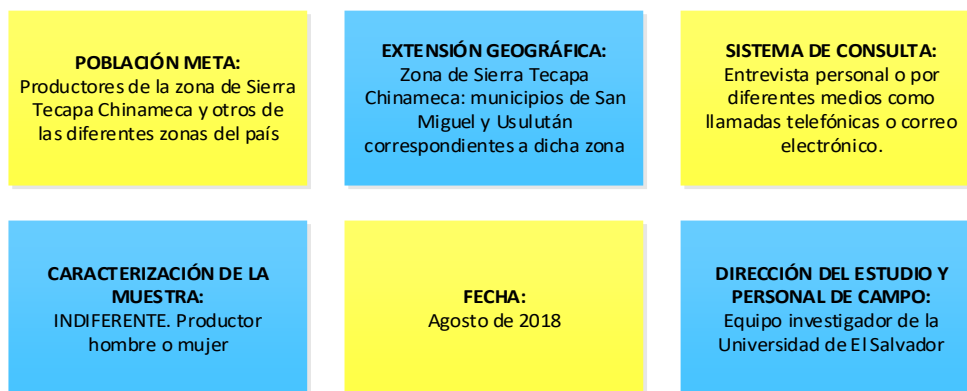 POBLACIÓN META:
Productores de la zona de Sierra
Tecapa Chinameca y otros de
las diferentes zonas del país
EXTENSIÓN GEOGRÁFICA:
Zona de Sierra Tecapa
Chinameca: municipios de San
Miguel y Usulután
correspondientes a dicha zona
SISTEMA DE CONSULTA:
Entrevista personal o por
diferentes medios como
llamadas telefónicas o correo
electrónico.
CARACTERIZACIÓN DE LA
MUESTRA:
INDIFERENTE. Productor
hombre o mujer
FECHA:
Agosto de 2018
DIRECCIÓN DEL ESTUDIO Y
PERSONAL DE CAMPO:
Equipo investigador de la
Universidad de El Salvador